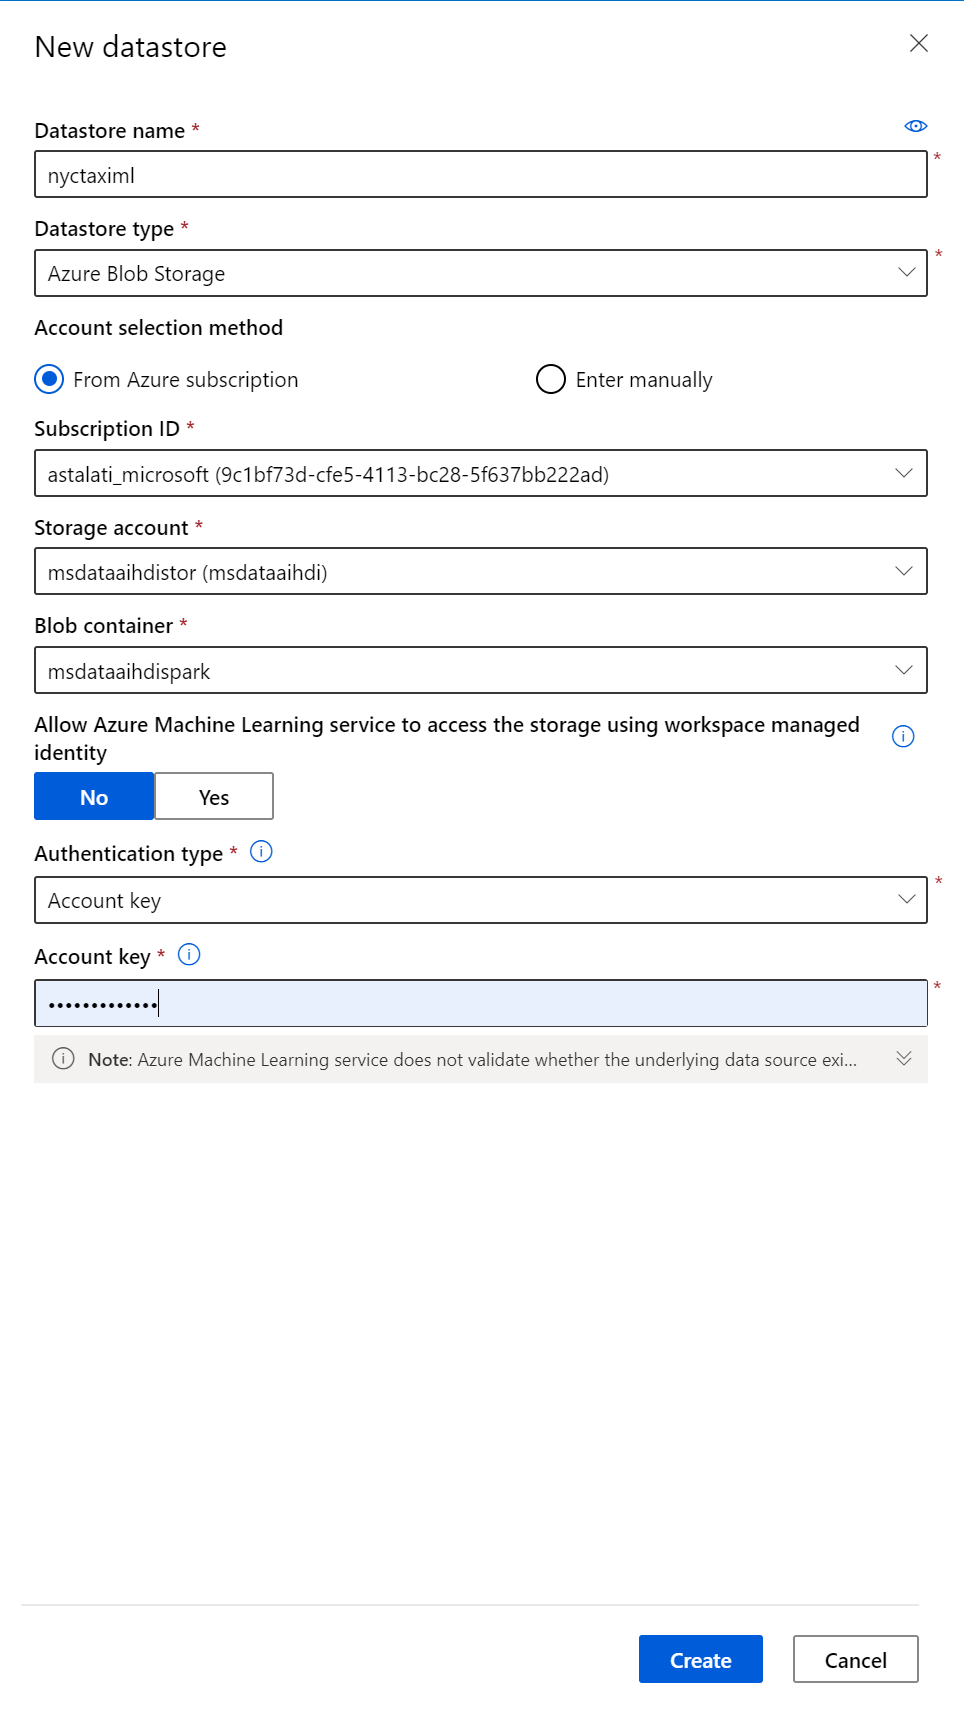 New datastore
Datastore name *
*
nyctaximl
Datastore type *
*
Azure Blob Storage
Account selection method
From Azure subscription
Enter manually
Subscription ID *
astalati_microsoft (9c1bf73d-cfe5-4113-bc28-5f637bb222ad)
Storage account *
msdataaihdistor (msdataaihdi)
Blob container *
msdataaihdispark
Allow Azure Machine Learning service to access the storage using workspace managed
identity
No
Yes
Authentication type *
*
Account key
Account key *
*
•••••••••••••
Note: Azure Machine Learning service does not validate whether the underlying data source exi...
Create
Cancel